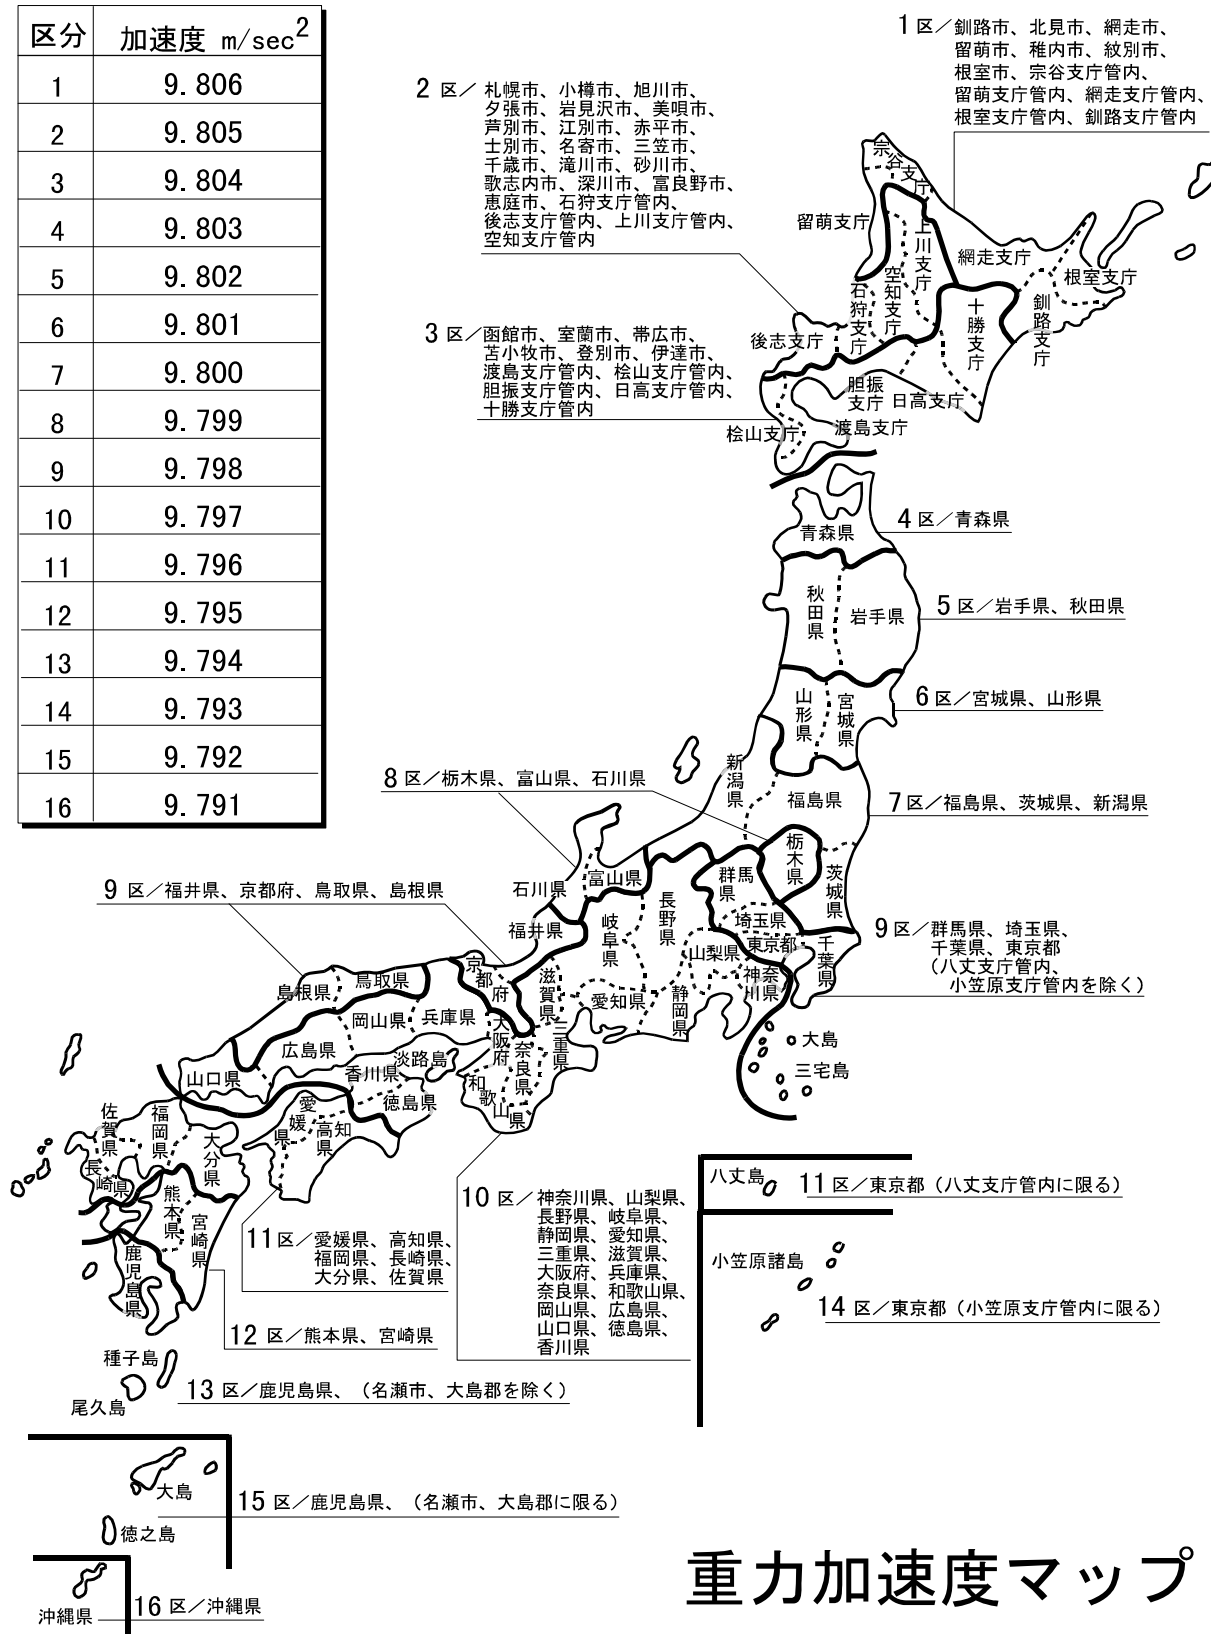 区分 加速度 m/sec²
1 9.806
2 9.805
3 9.804
4 9.803
5 9.802
6 9.801
7 9.800
8 9.799
9 9.798
10 9.797
11 9.796
12 9.795
13 9.794
14 9.793
15 9.792
16 9.791
1 区／釧路市、北見市、網走市、
留萌市、稚内市、紋別市、
根室市、宗谷支庁管内、
留萌支庁管内、網走支庁管内、
根室支庁管内、釧路支庁管内
2 区／札幌市、小樽市、旭川市、
夕張市、岩見沢市、美唄市、
芦別市、江別市、赤平市、
士別市、名寄市、三笠市、
千歳市、滝川市、砂川市、
歌志内市、深川市、富良野市、
恵庭市、石狩支庁管内、
後志支庁管内、上川支庁管内、
空知支庁管内
3 区／函館市、室蘭市、帯広市、
苫小牧市、登別市、伊達市、
渡島支庁管内、桧山支庁管内、
胆振支庁管内、日高支庁管内、
十勝支庁管内
宗谷支庁
留萌支庁
上川支庁
網走支庁
根室支庁
空知支庁
石狩支庁
十勝支庁
釧路支庁
後志支庁
胆振
支庁
日高支庁
桧山支庁
渡島支庁
青森県
4 区／青森県
秋田県
岩手県
5 区／岩手県、秋田県
山形県
宮城県
6 区／宮城県、山形県
新潟県
福島県
7 区／福島県、茨城県、新潟県
8 区／栃木県、富山県、石川県
栃木県
茨城県
群馬県
石川県
富山県
長野県
埼玉県
9 区／福井県、京都府、鳥取県、島根県
福井県
岐阜県
山梨県
東京都
千葉県
9 区／群馬県、埼玉県、
千葉県、東京都
（八丈支庁管内、
小笠原支庁管内を除く）
島根県
鳥取県
京都府
滋賀県
愛知県
静岡県
神奈川県
岡山県
兵庫県
大阪府
三重県
大島
広島県
淡路島
奈良県
三宅島
山口県
香川県
和歌山県
徳島県
佐賀県
福岡県
愛媛県
高知県
大分県
長崎県
八丈島
11 区／東京都（八丈支庁管内に限る）
熊本県
宮崎県
11 区／愛媛県、高知県、
福岡県、長崎県、
大分県、佐賀県
10 区／神奈川県、山梨県、
長野県、岐阜県、
静岡県、愛知県、
三重県、滋賀県、
大阪府、兵庫県、
奈良県、和歌山県、
岡山県、広島県、
山口県、徳島県、
香川県
鹿児島県
小笠原諸島
14 区／東京都（小笠原支庁管内に限る）
12 区／熊本県、宮崎県
種子島
13 区／鹿児島県、（名瀬市、大島郡を除く）
尾久島
大島
15 区／鹿児島県、（名瀬市、大島郡に限る）
徳之島
沖縄県
16 区／沖縄県
重力加速度マップ